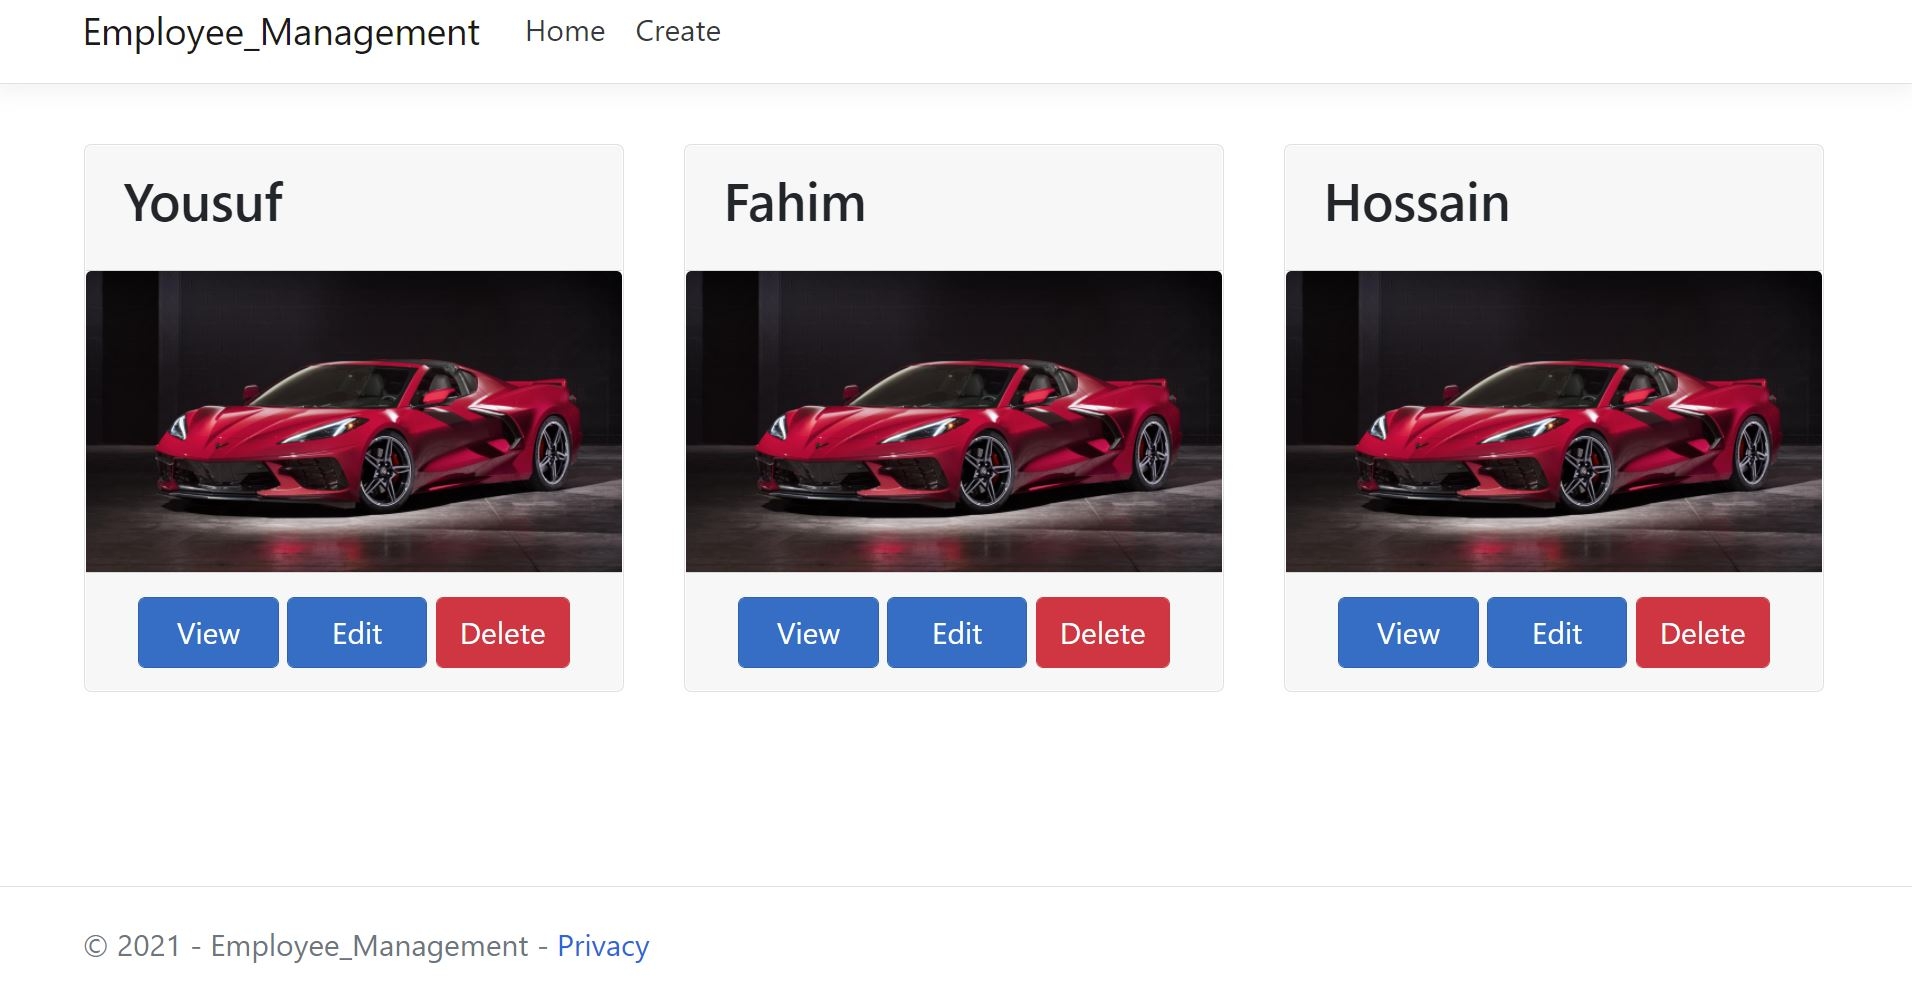 Employee_Management Home Create
Yousuf
Fahim
Hossain
View Edit Delete
View Edit Delete
View Edit Delete
© 2021 - Employee_Management - Privacy